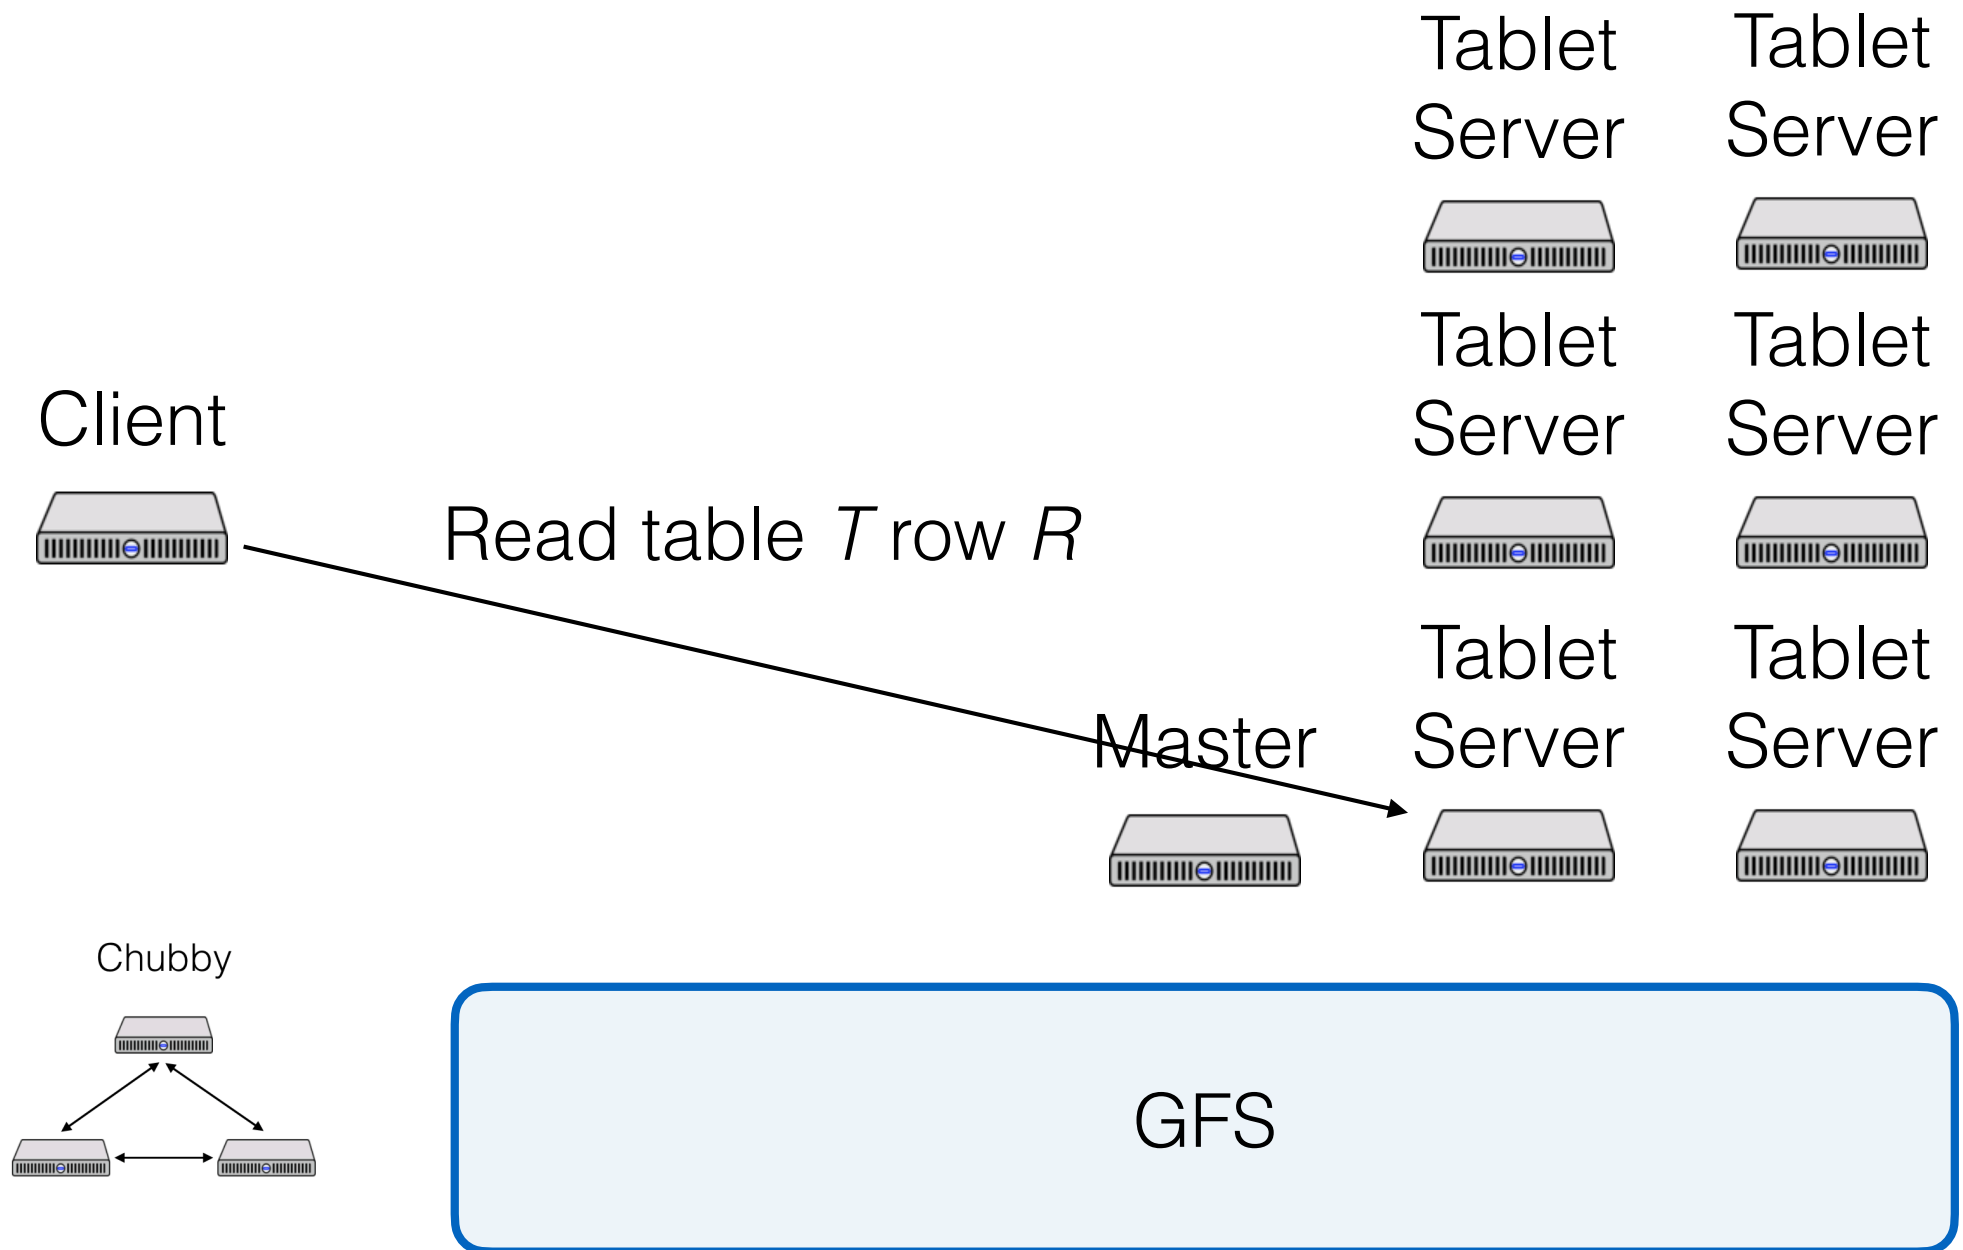 Tablet
Server
Tablet
Server
Tablet
Server
Tablet
Server
Client
Read table T row R
Tablet
Server
Tablet
Server
Master
Chubby
GFS